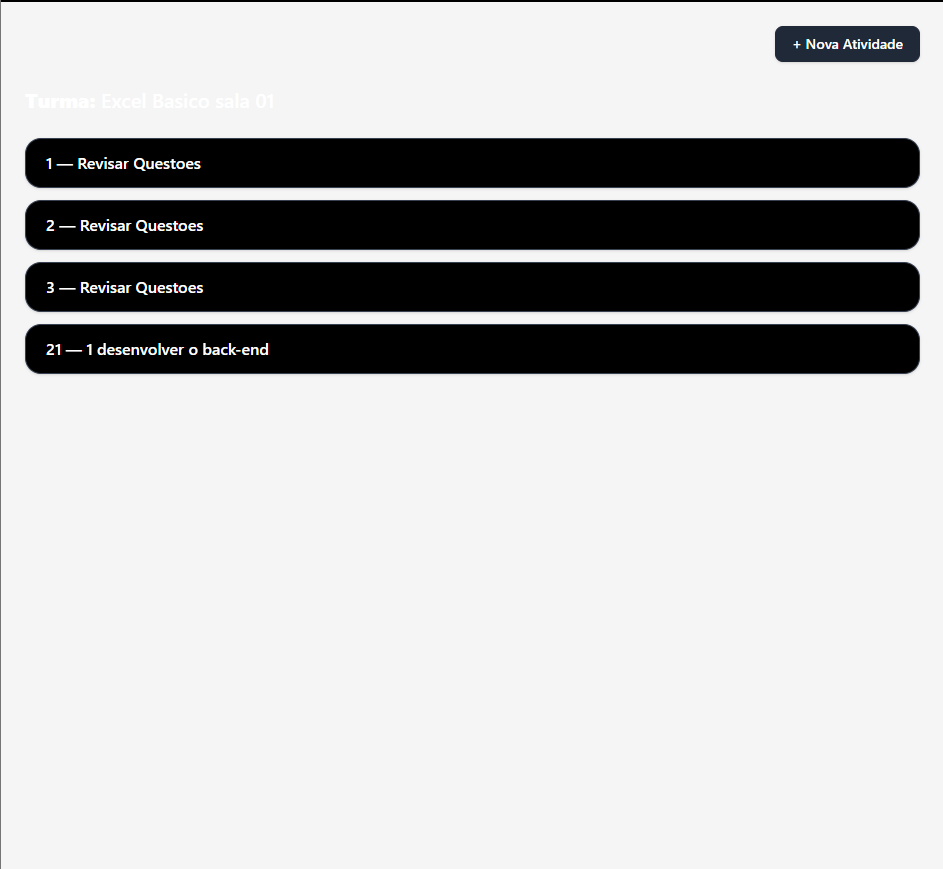 + Nova Atividade
Turma: Excel Basico sala 01
1 — Revisar Questoes
2 — Revisar Questoes
3 — Revisar Questoes
21 — 1 desenvolver o back-end